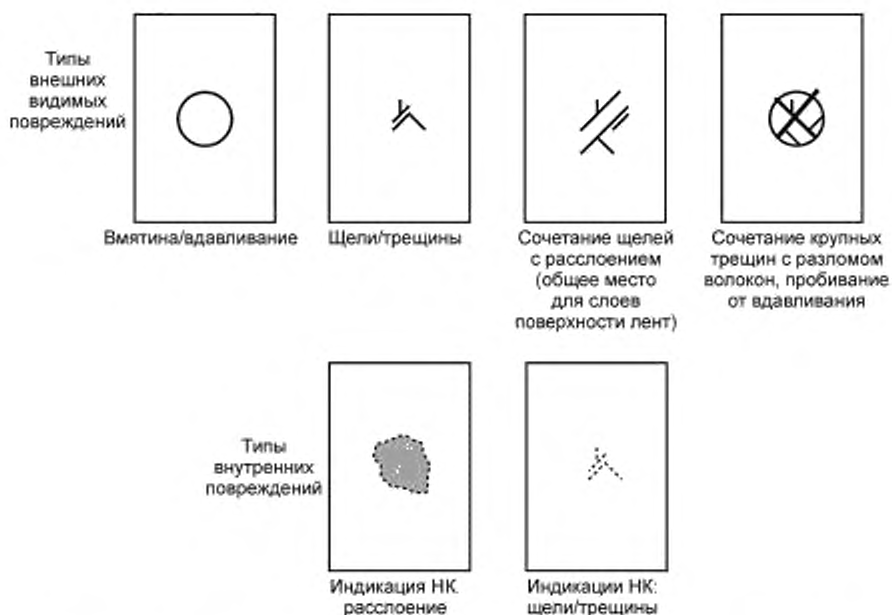 Типы
внешних
видимых
повреждений
Вмятина/вдавливание
Щели/трещины
Сочетание щелей
с расслоением
(общее место
для слоев
поверхности лент)
Сочетание крупных
трещин с разломом
волокон, пробивание
от вдавливания
Типы
внутренних
повреждений
Индикация НК.
расслоение
Индикации НК:
щели/трещины